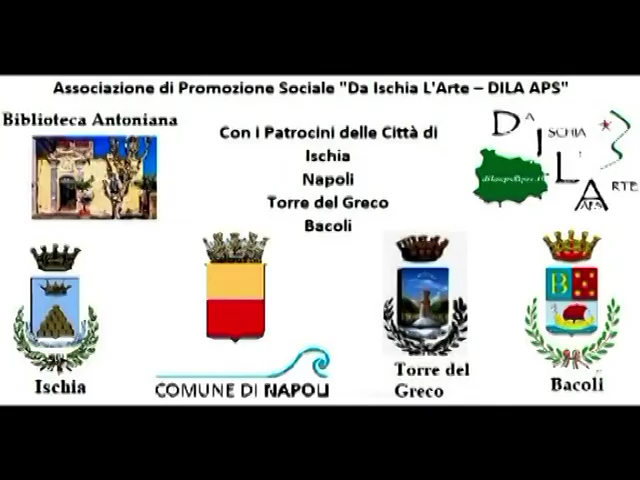 Associazione di Promozione Sociale "Da Ischia L'Arte – DILA APS"
Biblioteca Antoniana
Con i Patrocini delle Città di
Ischia
Napoli
Torre del Greco
Bacoli
DA
ISCHIA
L'
ARTE
APS
Ischia
COMUNE DI NAPOLI
Torre del
Greco
B
Bacoli